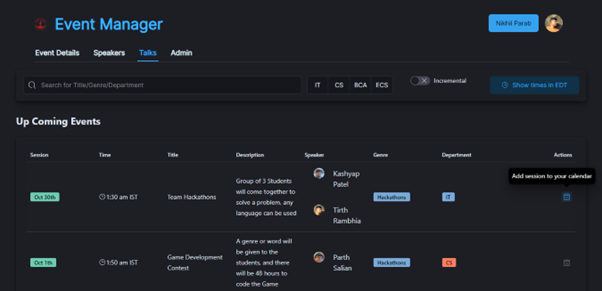 Event Manager
Nikhil Parab
Event Details Speakers Talks Admin
Search for Title/Genre/Department
IT CS BCA ECS
Incremental
Show times in EDT
Up Coming Events
Session Time Title Description Speaker Genre Department Actions
Add session to your calendar
Oct 30th
1:30 am IST
Team Hackathons
Group of 3 Students
will come together to
solve a problem, any
language can be used
Kashyap
Patel
Tirth
Rambhia
Hackathons
IT
Oct 1th
1:50 am IST
Game Development
Contest
A genre or word will
be given to the
students, and there
will be 48 hours to
code the Game
Parth
Salian
Hackathons
CS